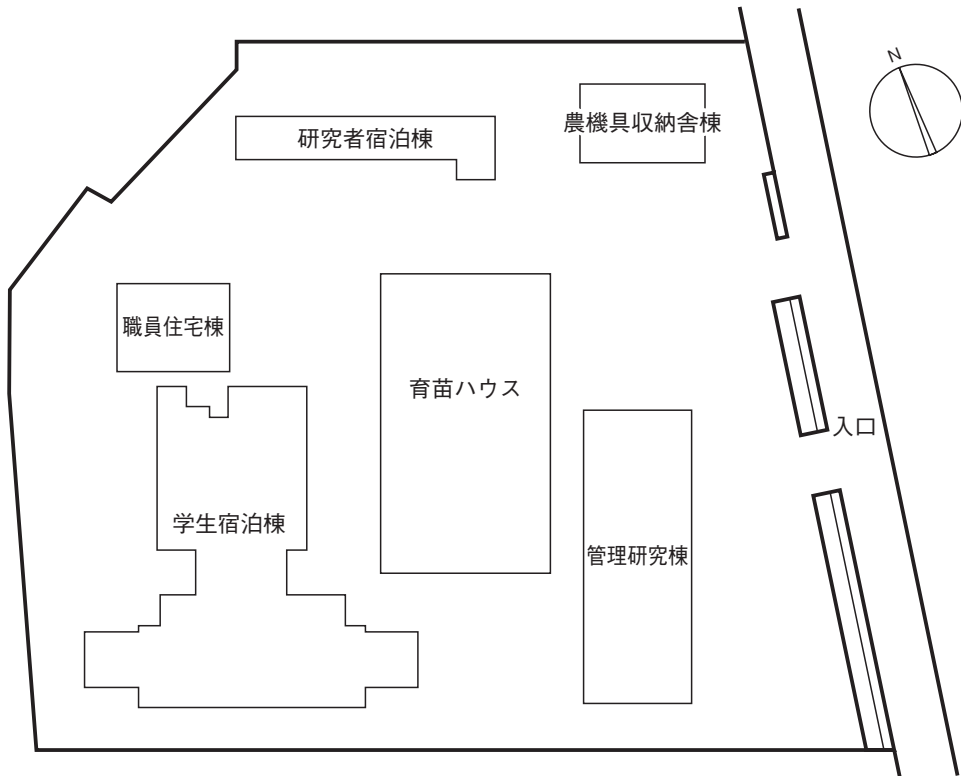 N
農機具収納舎棟
研究者宿泊棟
職員住宅棟
育苗ハウス
入口
学生宿泊棟
管理研究棟